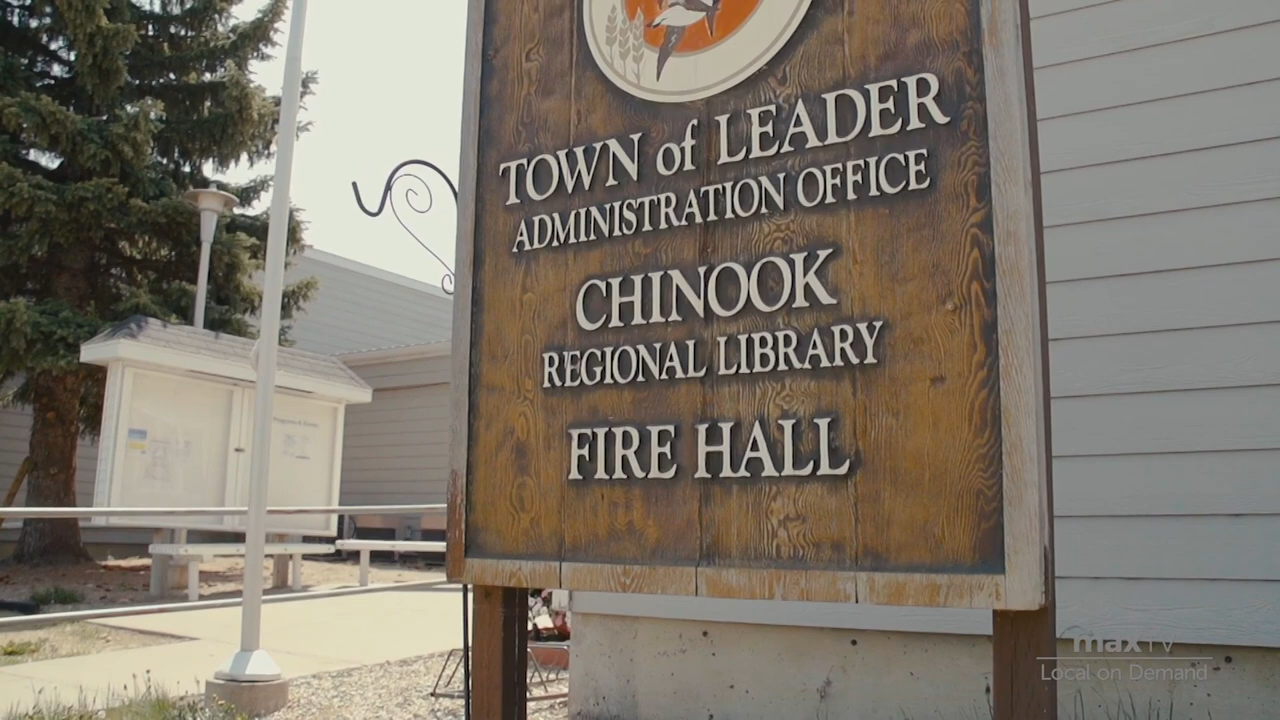 TOWN of LEADER
ADMINISTRATION OFFICE
CHINOOK
REGIONAL LIBRARY
FIRE HALL
maxTV
Local on Demand